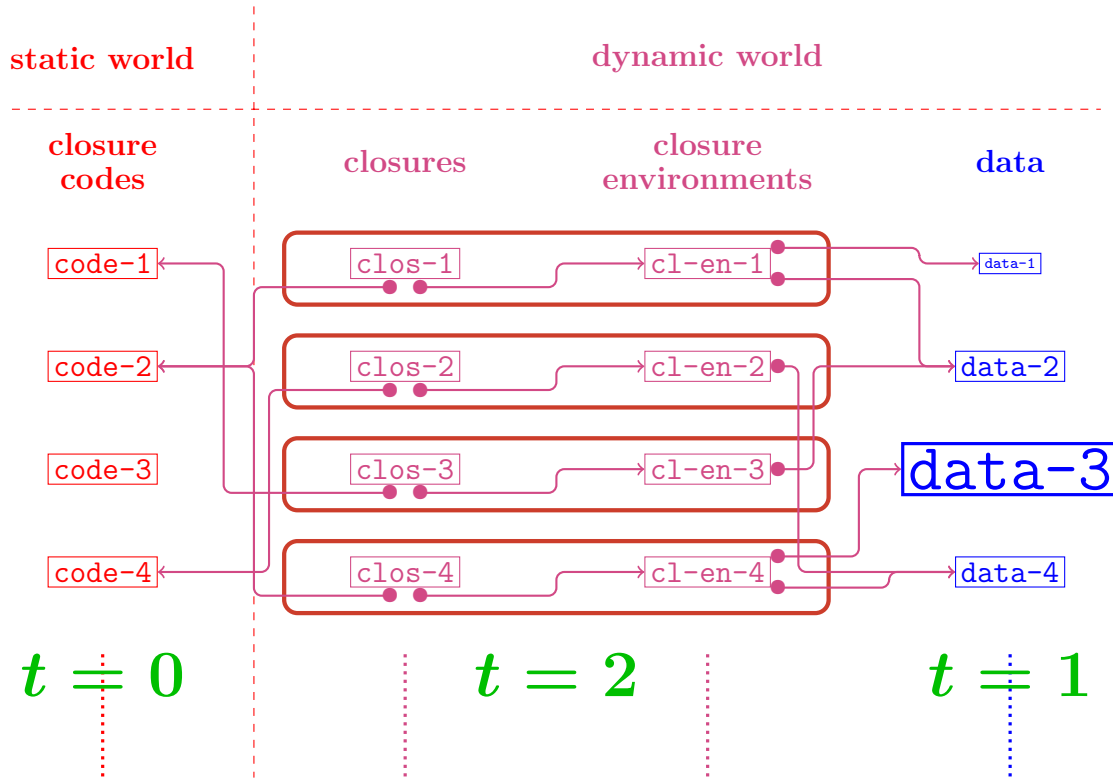 static world
dynamic world
closure
codes
closures
closure
environments
data
code-1
clos-1
cl-en-1
data-1
code-2
clos-2
cl-en-2
data-2
code-3
clos-3
cl-en-3
data-3
code-4
clos-4
cl-en-4
data-4
t = 0
t = 2
t = 1